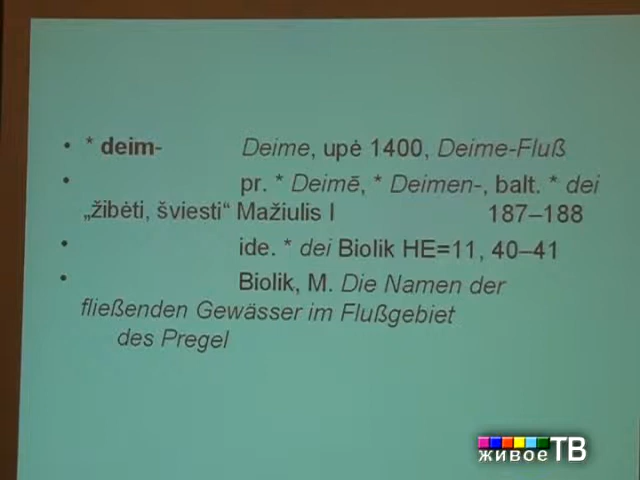 • * deim- Deime, upė 1400, Deime-Fluß
• pr. * Deimē, * Deimen-, balt. * dei
„žibėti, šviesti“ Mažiulis I 187–188
• ide. * dei Biolik HE=11, 40–41
• Biolik, M. Die Namen der
fließenden Gewässer im Flußgebiet
des Pregel
живоеТВ